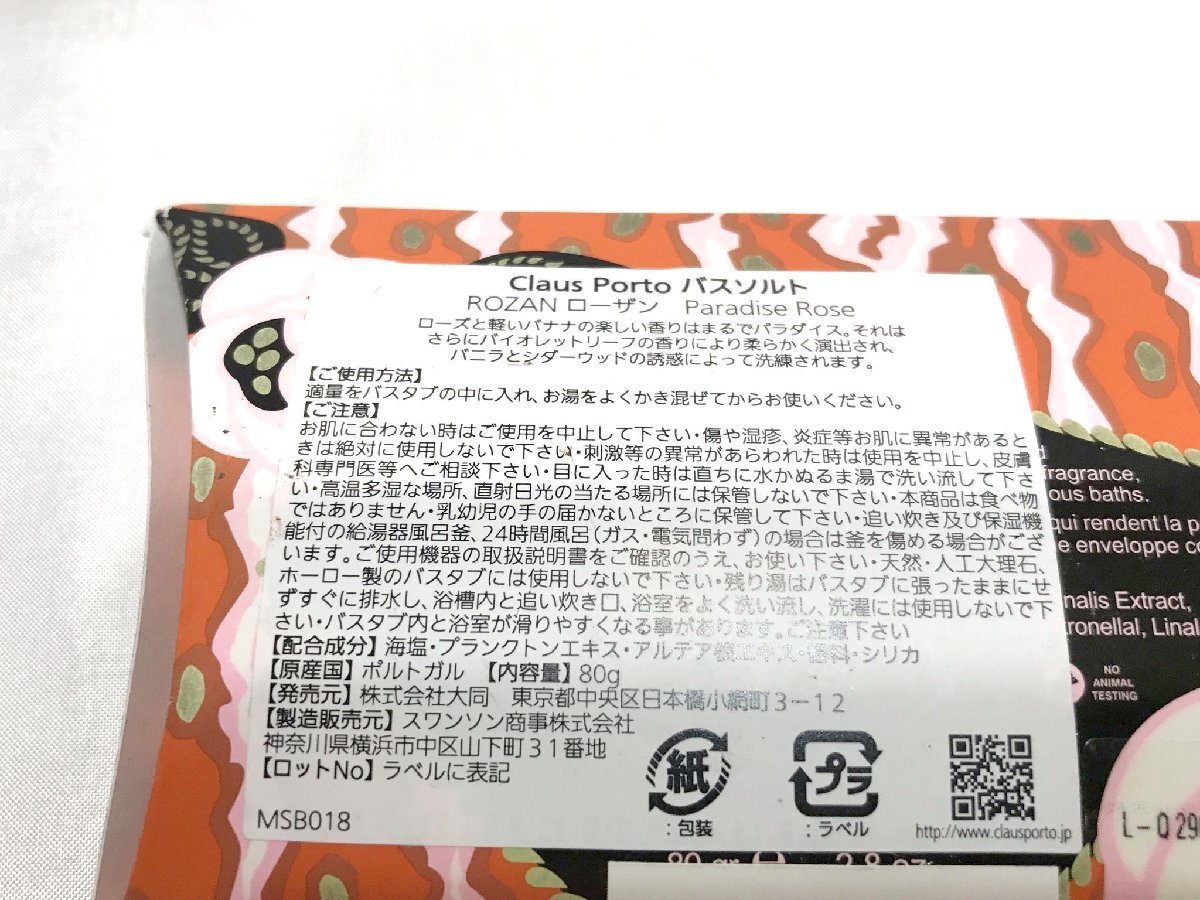 Claus Porto バスソルト
ROZAN ローザン Paradise Rose
ローズと軽いバナナの楽しい香りはまるでパラダイス。それは
さらにバイオレットリーフの香りにより柔らかく演出され、
バニラとシダーウッドの誘惑によって洗練されます。
【ご使用方法】
適量をバスタブの中に入れ、お湯をよくかき混ぜてからお使いください。
【ご注意】
お肌に合わない時はご使用を中止して下さい・傷や湿疹、炎症等お肌に異常があると
きは絶対に使用しないで下さい・刺激等の異常があらわれた時は使用を中止し、皮膚
科専門医等へご相談下さい・目に入った時は直ちに水かぬるま湯で洗い流して下さ
い・高温多湿な場所、直射日光の当たる場所には保管しないで下さい・本商品は食べ物
ではありません・乳幼児の手の届かないところに保管して下さい・追い炊き及び保湿機
能付の給湯器風呂釜、24時間風呂(ガス・電気問わず)の場合は釜を傷める場合がござ
います。ご使用機器の取扱説明書をご確認のうえ、お使い下さい・天然・人工大理石、
ホーロー製のバスタブには使用しないで下さい・残り湯はバスタブに張ったままにせ
ずすぐに排水し、浴槽内と追い炊き口、浴室をよく洗い流し、洗濯には使用しないで下
さい・バスタブ内と浴室が滑りやすくなる事があります。ご注意下さい
【配合成分】海塩・プランクトンエキス・アルテア根エキス・香料・シリカ
【原産国】ポルトガル 【内容量】80g
【発売元】株式会社大同 東京都中央区日本橋小網町3-12
【製造販売元】スワンソン商事株式会社
神奈川県横浜市中区山下町31番地
【ロットNo】ラベルに表記
MSB018
紙
:包装
プラ
:ラベル
http://www.clausporto.jp
fragrance,
ous baths.
qui rendent la p
e enveloppe co
nalis Extract,
ronellal, Linal
NO
ANIMAL
TESTING
L-Q 29
80 gr 2.8 oz